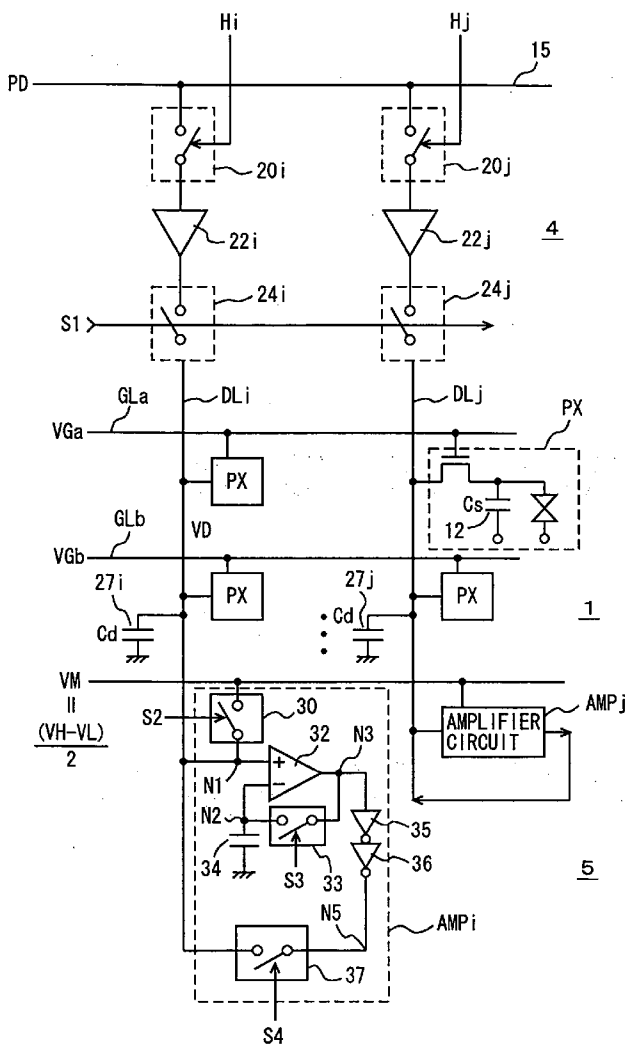 Hi Hj
15
PD
20i 20j
22i 22j
4
24i 24j
S1
GLa DLi DLj PX
VGa
PX
Cs
12
GLb VD
VGb
27i PX 27j PX
Cd Cd
1
VM
=
(VH-VL)
2
S2
30
AMPLIFIER
CIRCUIT
AMPj
32 N3
+
−
N1
N2
34
33
S3
35
36
5
N5
AMPi
37
S4